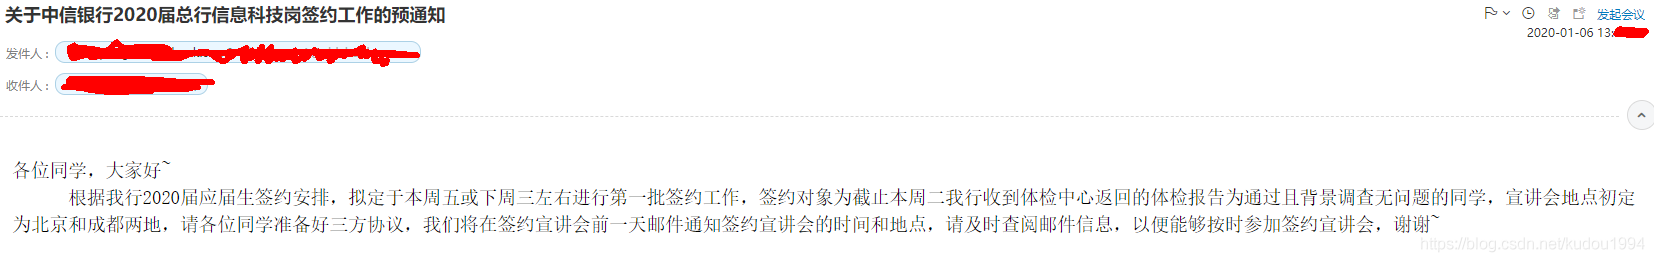 关于中信银行2020届总行信息科技岗签约工作的预通知
发起会议
2020-01-06 13:
发件人：
收件人：
各位同学，大家好~
根据我行2020届应届生签约安排，拟定于本周五或下周三左右进行第一批签约工作，签约对象为截止本周二我行收到体检中心返回的体检报告为通过且背景调查无问题的同学，宣讲会地点初定
为北京和成都两地，请各位同学准备好三方协议，我们将在签约宣讲会前一天邮件通知签约宣讲会的时间和地点，请及时查阅邮件信息，以便能够按时参加签约宣讲会，谢谢~
https://blog.csdn.net/kudou1994